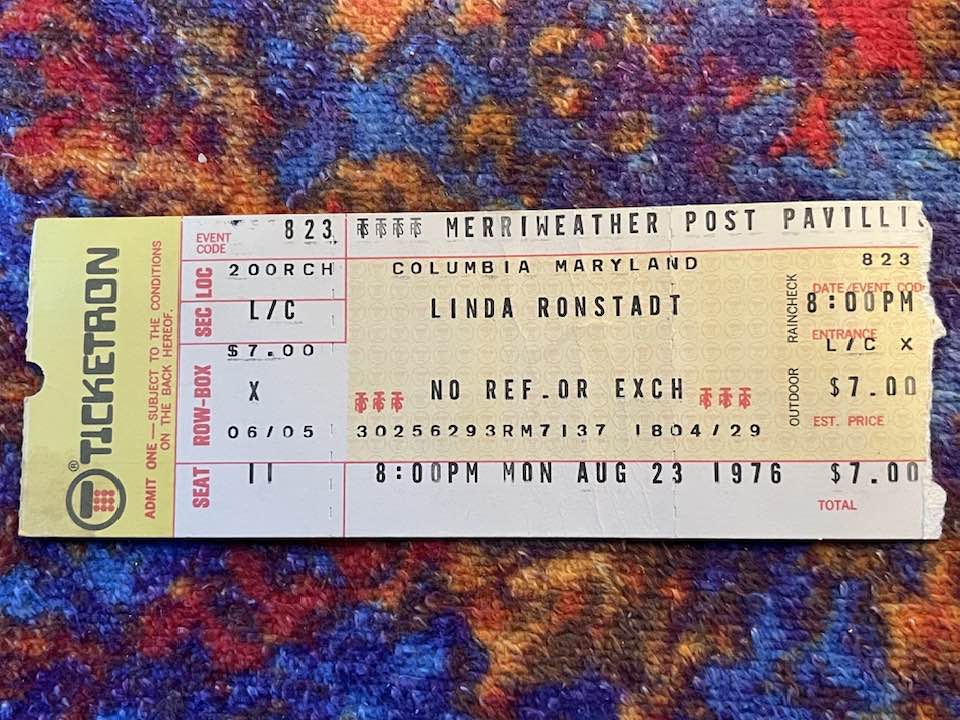 TICKETRON®
ADMIT ONE — SUBJECT TO THE CONDITIONS
ON THE BACK HEREOF.
EVENT
CODE
823
SEC LOC
200RCH
L/C
$7.00
ROW-BOX
X
06/05
SEAT
11
MERRIWEATHER POST PAVILLI
COLUMBIA MARYLAND
LINDA RONSTADT
NO REF.OR EXCH
30256293RM7137 1804/29
8:00PM MON AUG 23 1976
OUTDOOR RAINCHECK
823
DATE/EVENT COD
8:00PM
ENTRANCE
L/C X
$7.00
EST. PRICE
$7.00
TOTAL